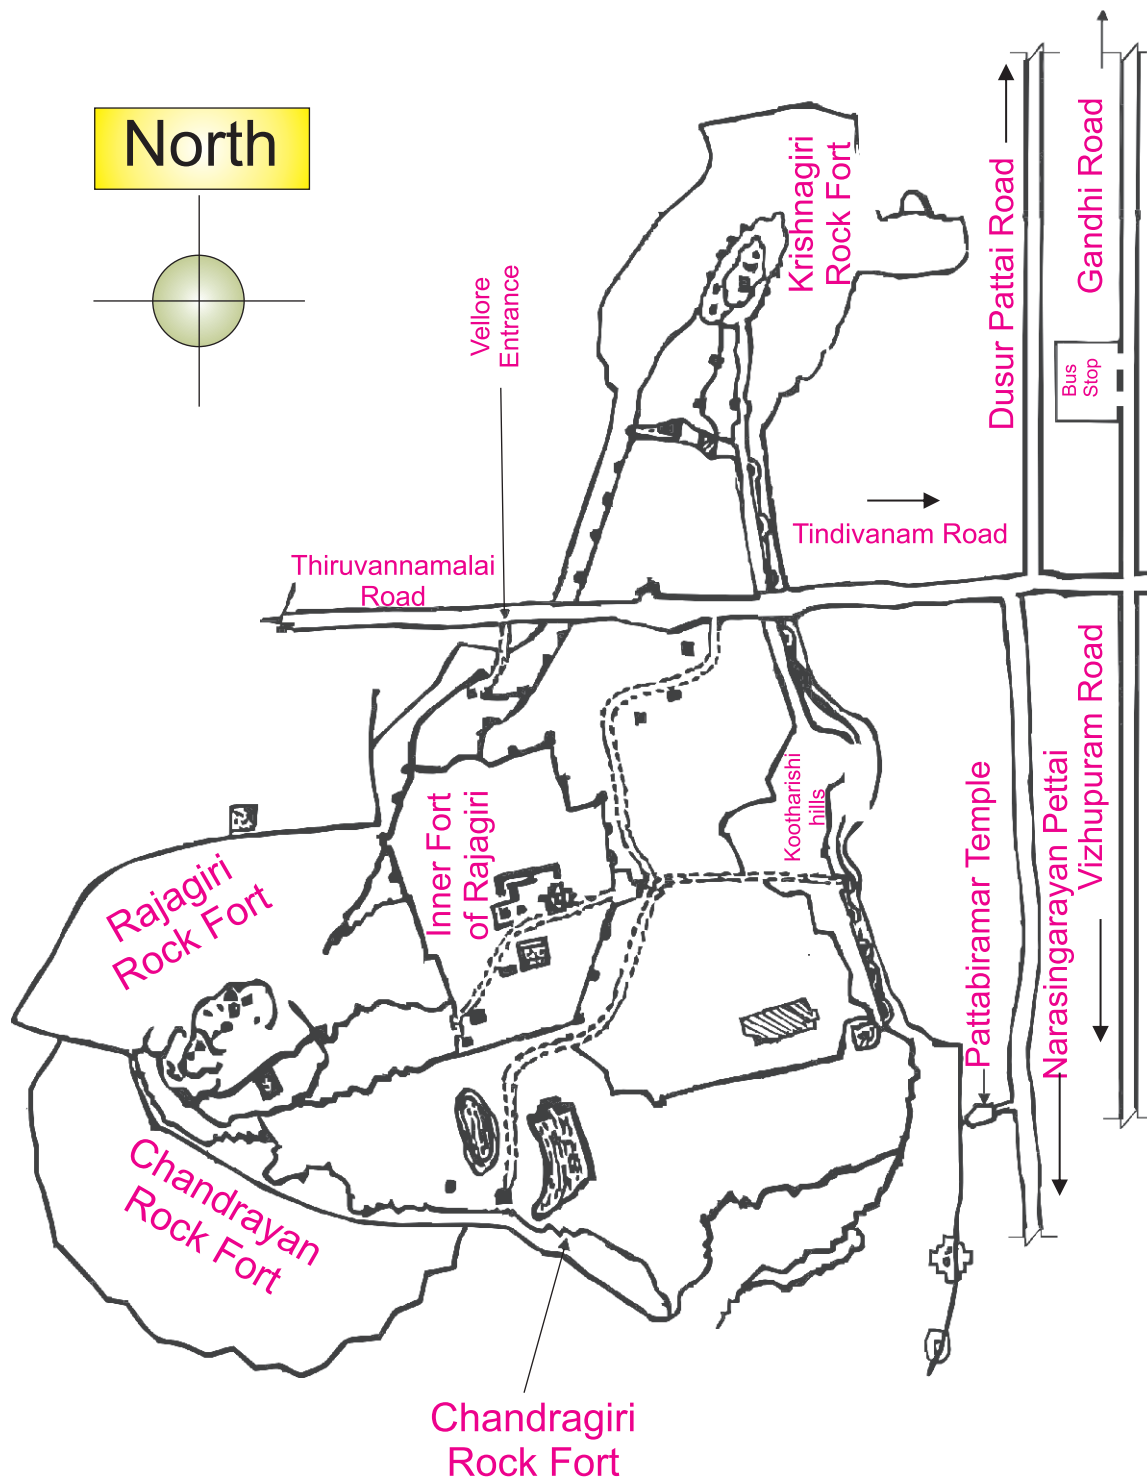 North
Krishnagiri
Rock Fort
Dusur Pattai Road
Gandhi Road
Vellore
Entrance
Bus
Stop
Tindivanam Road
Thiruvannamalai
Road
Kootharishi
hills
Inner Fort
of Rajagiri
Rajagiri
Rock Fort
Pattabiramar Temple
Narasingarayan Pettai
Vizhupuram Road
Chandrayan
Rock Fort
Chandragiri
Rock Fort